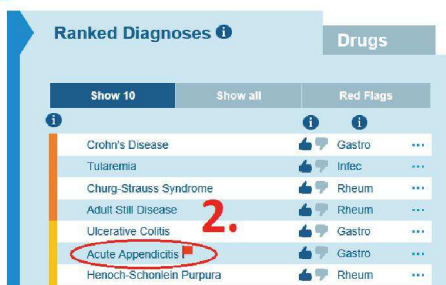 Ranked Diagnoses i
Drugs
Show 10 Show all Red Flags
i i i
Crohn's Disease Gastro ...
Tularemia Infec ...
Churg-Strauss Syndrome Rheum ...
Adult Still Disease Rheum ...
Ulcerative Colitis Gastro ...
2.
Acute Appendicitis Gastro ...
Henoch-Schonlein Purpura Rheum ...